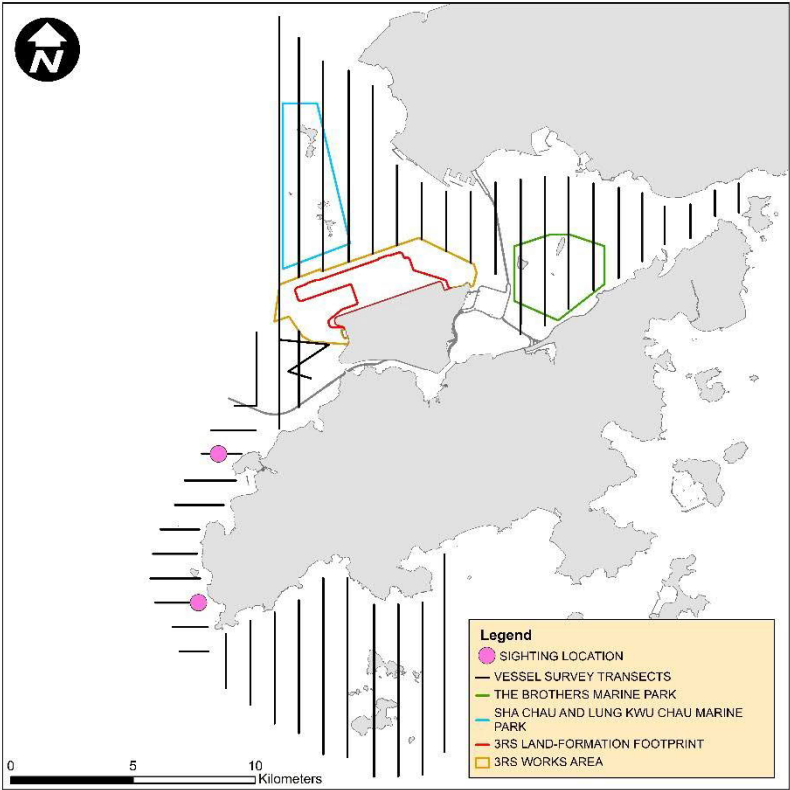 N
Legend
SIGHTING LOCATION
VESSEL SURVEY TRANSECTS
THE BROTHERS MARINE PARK
SHA CHAU AND LUNG KWU CHAU MARINE
PARK
3RS LAND-FORMATION FOOTPRINT
3RS WORKS AREA
0 5 10
Kilometers